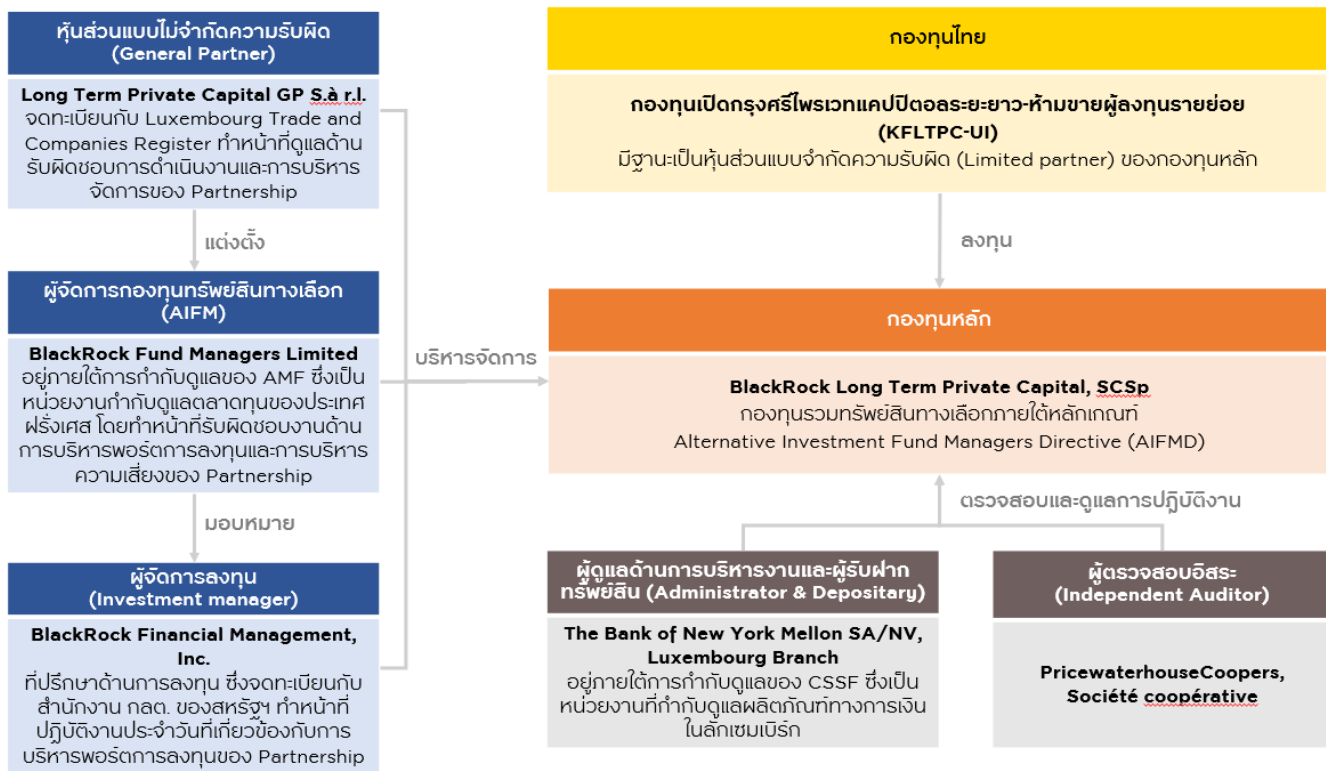 หุ้นส่วนแบบไม่จำกัดความรับผิด
(General Partner)
Long Term Private Capital GP S.à r.l.
จดทะเบียนกับ Luxembourg Trade and
Companies Register ทำหน้าที่ดูแลด้าน
รับผิดชอบการดำเนินงานและการบริหาร
จัดการของ Partnership
แต่งตั้ง
ผู้จัดการกองทุนทรัพย์สินทางเลือก
(AIFM)
BlackRock Fund Managers Limited
อยู่ภายใต้การกำกับดูแลของ AMF ซึ่งเป็น
หน่วยงานกำกับดูแลตลาดทุนของประเทศ
ฝรั่งเศส โดยทำหน้าที่รับผิดชอบงานด้าน
การบริหารพอร์ตการลงทุนและการบริหาร
ความเสี่ยงของ Partnership
มอบหมาย
ผู้จัดการลงทุน
(Investment manager)
BlackRock Financial Management,
Inc.
ที่ปรึกษาด้านการลงทุน ซึ่งจดทะเบียนกับ
สำนักงาน กลต. ของสหรัฐฯ ทำหน้าที่
ปฏิบัติงานประจำวันที่เกี่ยวข้องกับการ
บริหารพอร์ตการลงทุนของ Partnership
บริหารจัดการ
กองทุนไทย
กองทุนเปิดกรุงศรีไพรเวทแคปปิตอลระยะยาว-ห้ามขายผู้ลงทุนรายย่อย
(KFLTPC-UI)
มีฐานะเป็นหุ้นส่วนแบบจำกัดความรับผิด (Limited partner) ของกองทุนหลัก
ลงทุน
กองทุนหลัก
BlackRock Long Term Private Capital, SCSp
กองทุนรวมทรัพย์สินทางเลือกภายใต้หลักเกณฑ์
Alternative Investment Fund Managers Directive (AIFMD)
ตรวจสอบและดูแลการปฏิบัติงาน
ผู้ดูแลด้านการบริหารงานและผู้รับฝาก
ทรัพย์สิน (Administrator & Depositary)
The Bank of New York Mellon SA/NV,
Luxembourg Branch
อยู่ภายใต้การกำกับดูแลของ CSSF ซึ่งเป็น
หน่วยงานที่กำกับดูแลผลิตภัณฑ์ทางการเงิน
ในลักเซมเบิร์ก
ผู้ตรวจสอบอิสระ
(Independent Auditor)
PricewaterhouseCoopers,
Société coopérative